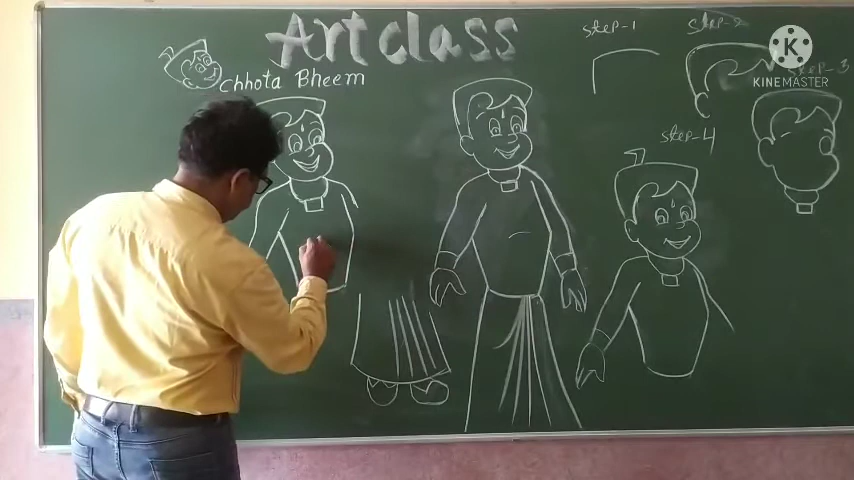 Art class
step-1
step-2
step-3
KINEMASTER
Chhota Bheem
step-4